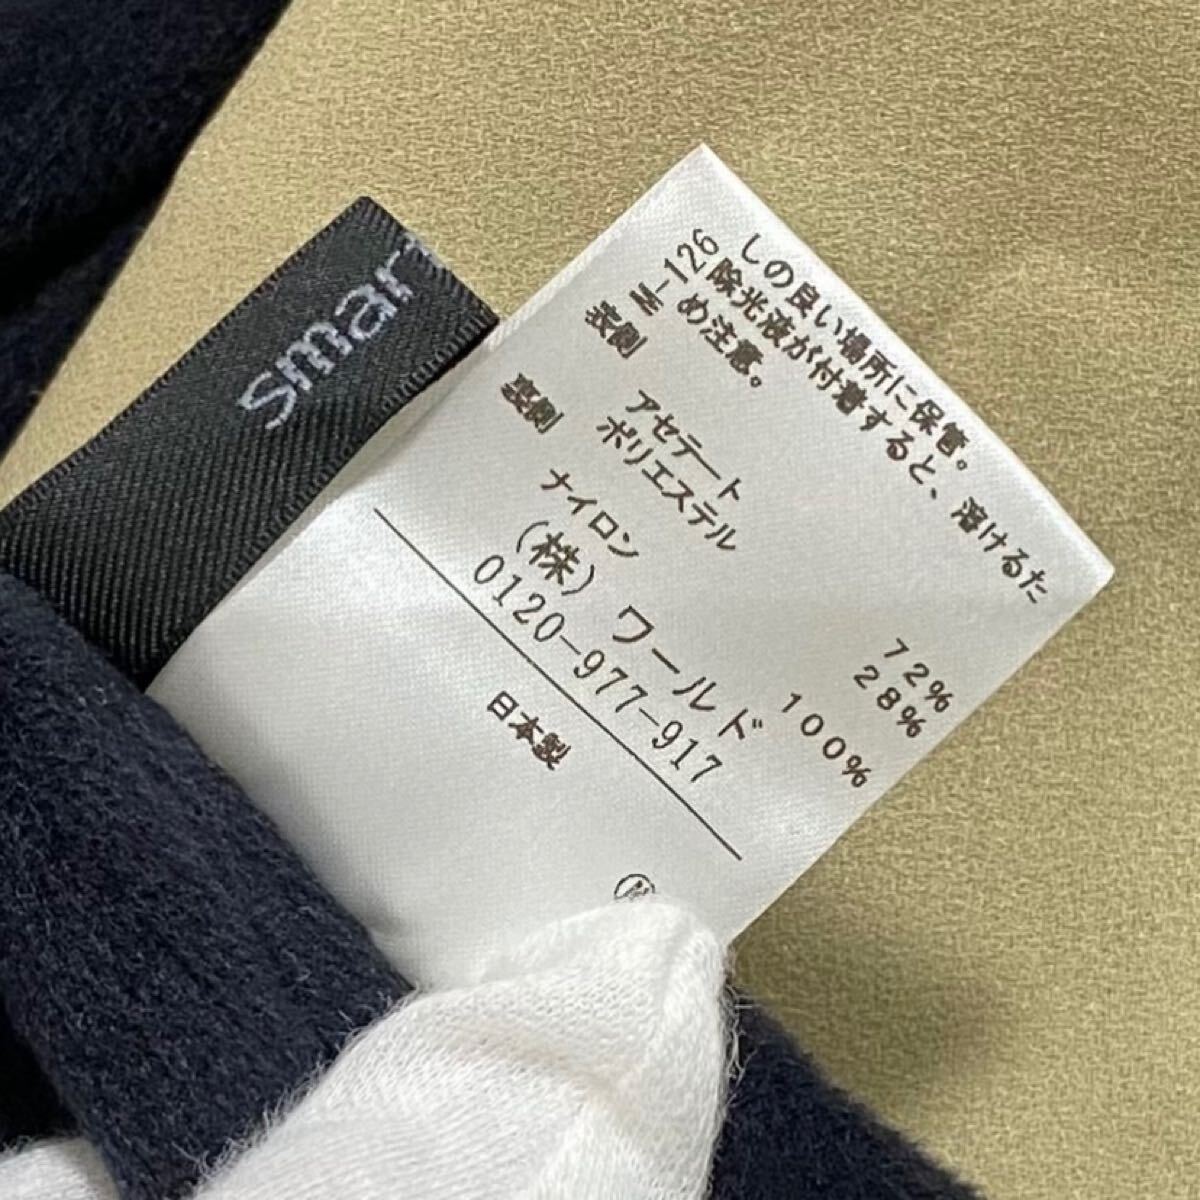 smart
しの良い場所に保管。
M-126 除光液が付着すると、溶けるた
め注意。
表側 アセテート 72%
ポリエステル 28%
裏側 ナイロン 100%
(株) ワールド
0120-977-917
日本製